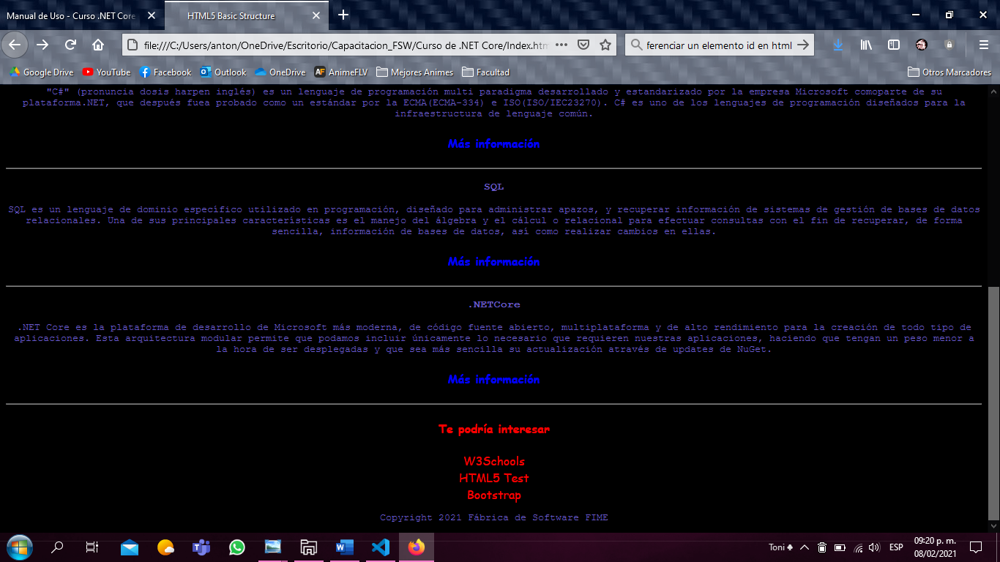 Manual de Uso - Curso .NET Core
HTML5 Basic Structure
file:///C:/Users/anton/OneDrive/Escritorio/Capacitacion_FSW/Curso de .NET Core/Index.htm
ferenciar un elemento id en html
Google Drive
YouTube
Facebook
Outlook
OneDrive
AnimeFLV
Mejores Animes
Facultad
Otros Marcadores
"C#" (pronuncia dosis harpen inglés) es un lenguaje de programación multi paradigma desarrollado y estandarizado por la empresa Microsoft comoparte de su
plataforma.NET, que después fuea probado como un estándar por la ECMA(ECMA-334) e ISO(ISO/IEC23270). C# es uno de los lenguajes de programación diseñados para la
infraestructura de lenguaje común.
Más información
SQL
SQL es un lenguaje de dominio específico utilizado en programación, diseñado para administrar apazos, y recuperar información de sistemas de gestión de bases de datos
relacionales. Una de sus principales características es el manejo del álgebra y el cálcul o relacional para efectuar consultas con el fin de recuperar, de forma
sencilla, información de bases de datos, así como realizar cambios en ellas.
Más información
.NETCore
.NET Core es la plataforma de desarrollo de Microsoft más moderna, de código fuente abierto, multiplataforma y de alto rendimiento para la creación de todo tipo de
aplicaciones. Esta arquitectura modular permite que podamos incluir únicamente lo necesario que requieren nuestras aplicaciones, haciendo que tengan un peso menor a
la hora de ser desplegadas y que sea más sencilla su actualización através de updates de NuGet.
Más información
Te podría interesar
W3Schools
HTML5 Test
Bootstrap
Copyright 2021 Fábrica de Software FIME
Toni ♣
ESP
09:20 p. m.
08/02/2021